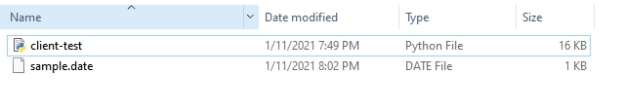 Name Date modified Type Size
client-test 1/11/2021 7:49 PM Python File 16 KB
sample.date 1/11/2021 8:02 PM DATE File 1 KB